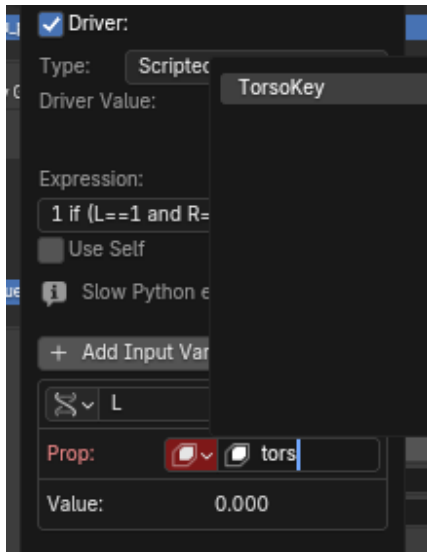 Driver:
Type: Scripted
TorsoKey
Driver Value:
Expression:
1 if (L==1 and R=
Use Self
Slow Python e
+ Add Input Var
L
Prop: tors
Value: 0.000